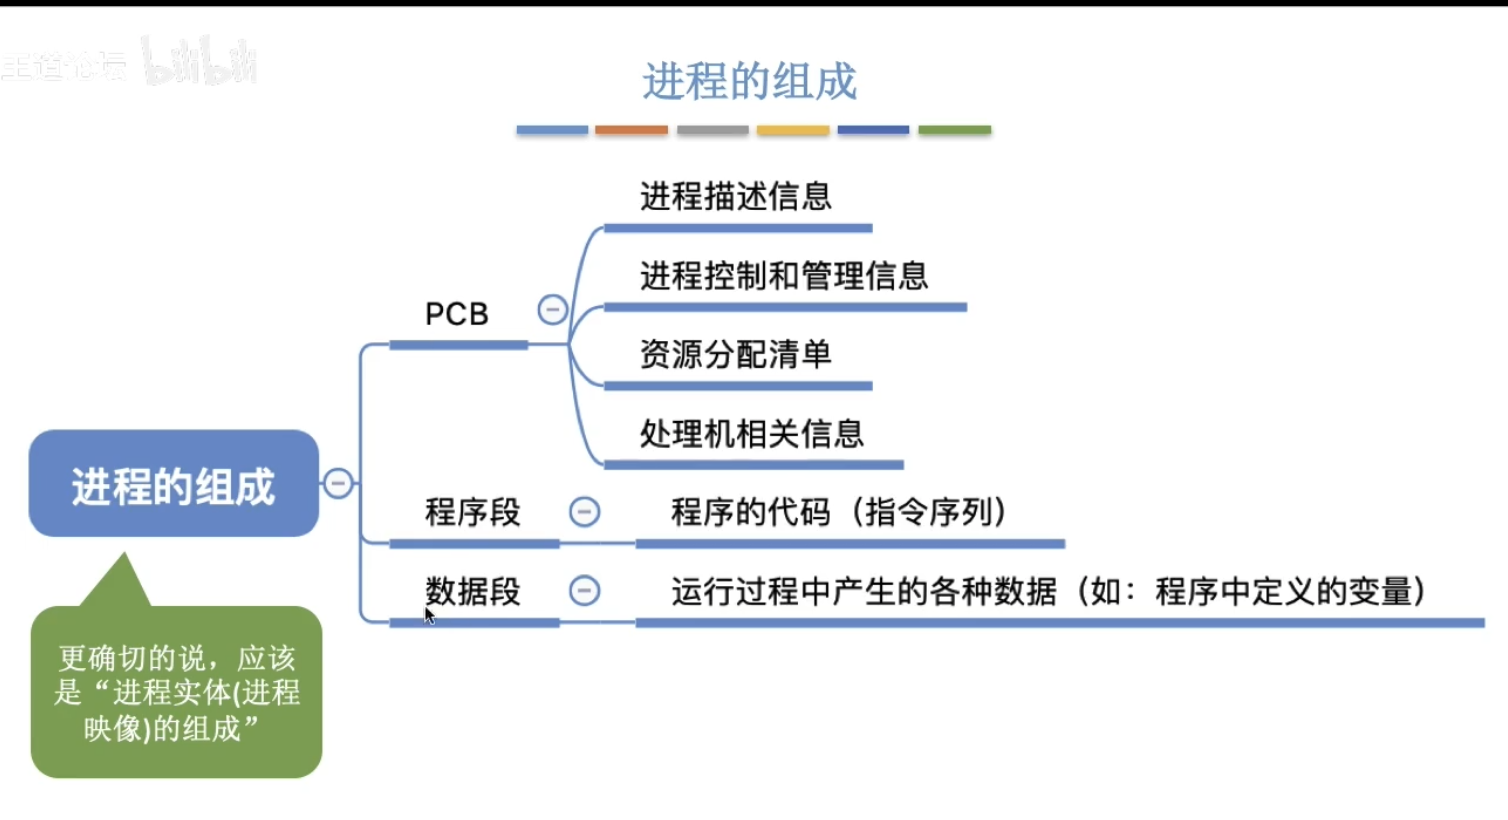 王道论坛 bilibili
进程的组成
进程描述信息
进程控制和管理信息
PCB
资源分配清单
处理机相关信息
进程的组成
程序段
程序的代码（指令序列）
数据段
运行过程中产生的各种数据（如：程序中定义的变量）
更确切的说，应该
是“进程实体(进程
映像)的组成”